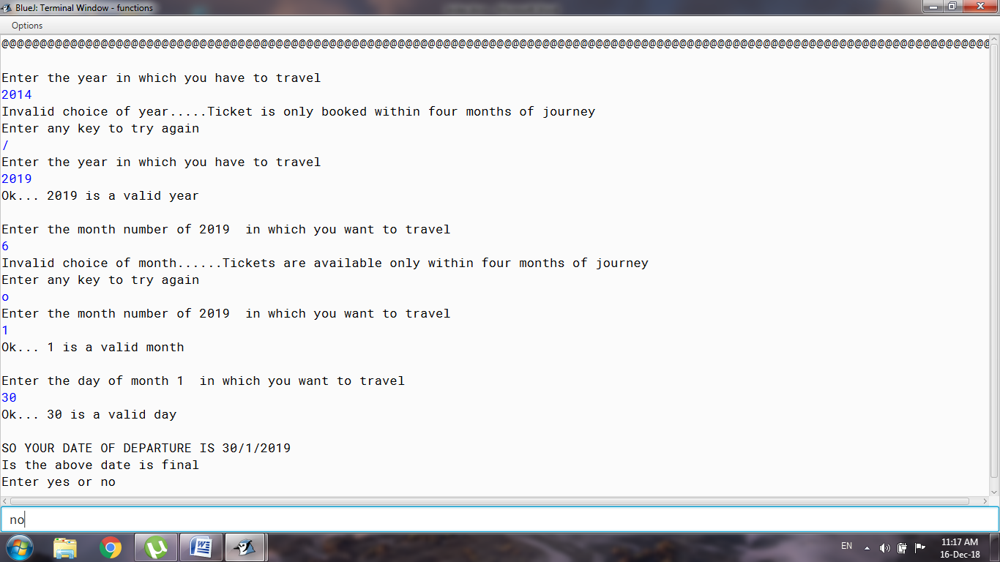 BlueJ: Terminal Window - functions
Options
@@@@@@@@@@@@@@@@@@@@@@@@@@@@@@@@@@@@@@@@@@@@@@@@@@@@@@@@@@@@@@@@@@@@@@@@@@@@@@@@@@@@@@@@@@@@@@@@@@@@@@@@@@@@@@@@@@@@@@@@@@@@@@@@@@
Enter the year in which you have to travel
2014
Invalid choice of year.....Ticket is only booked within four months of journey
Enter any key to try again
/
Enter the year in which you have to travel
2019
Ok... 2019 is a valid year
Enter the month number of 2019  in which you want to travel
6
Invalid choice of month......Tickets are available only within four months of journey
Enter any key to try again
o
Enter the month number of 2019  in which you want to travel
1
Ok... 1 is a valid month
Enter the day of month 1  in which you want to travel
30
Ok... 30 is a valid day
SO YOUR DATE OF DEPARTURE IS 30/1/2019
Is the above date is final
Enter yes or no
no
EN
11:17 AM
16-Dec-18